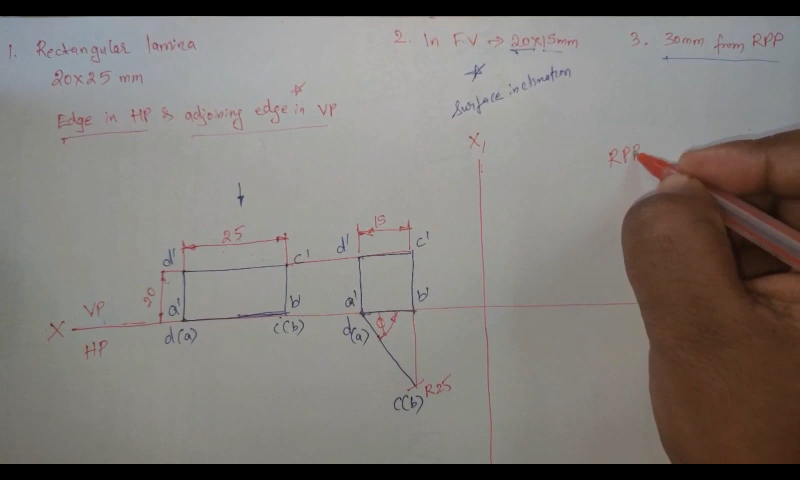 1. Rectangular lamina
20x25 mm
Edge in HP & adjoining edge in VP
2. In F.V → 20x15mm
Surface inclination
3. 30mm from RPP
X1
RPP
25
15
d' c' d' c'
20
a' b' a' b'
X VP
HP
d(a) c(b) d(a) φ
R25
c(b)